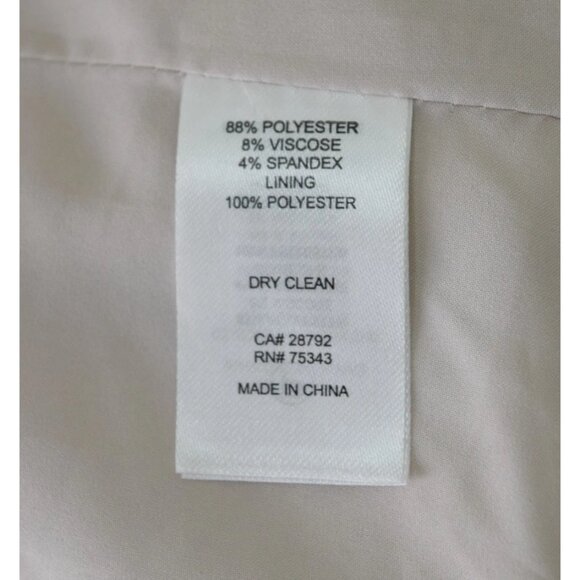 88% POLYESTER
8% VISCOSE
4% SPANDEX
LINING
100% POLYESTER
DRY CLEAN
CA# 28792
RN# 75343
MADE IN CHINA